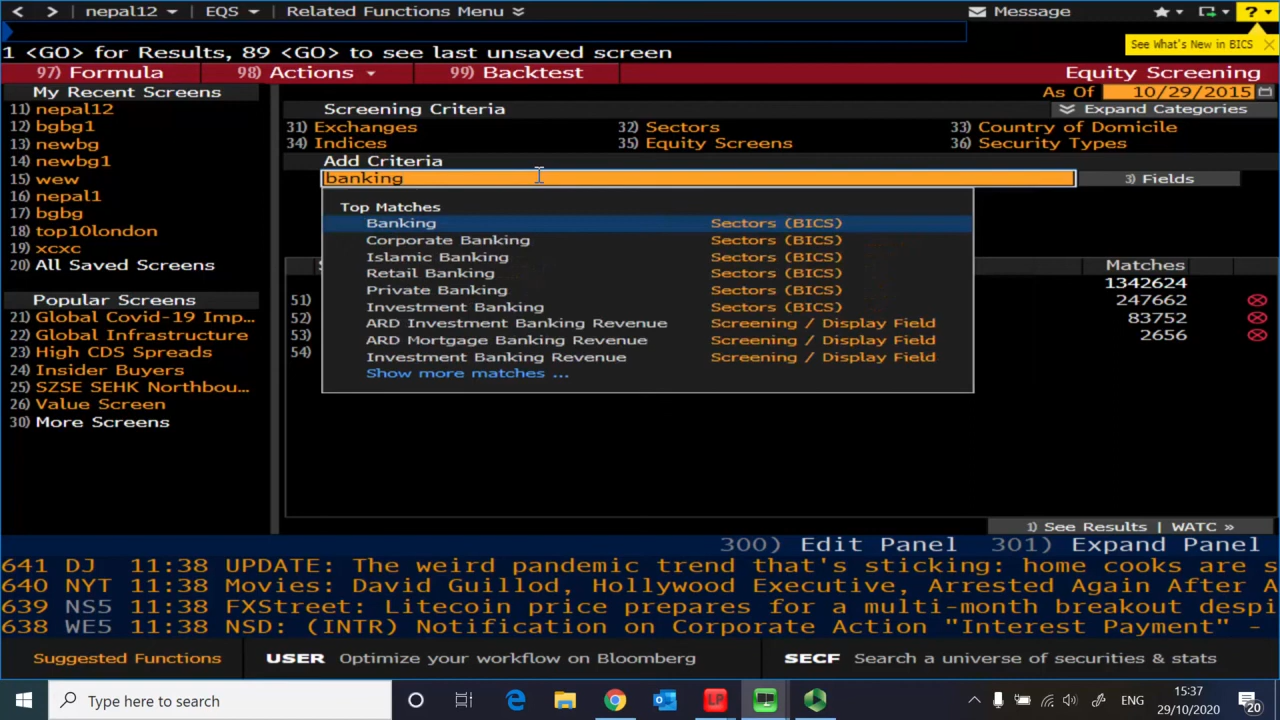 nepal12 EQS Related Functions Menu Message ?
See What's New in BICS
1 <GO> for Results, 89 <GO> to see last unsaved screen
97) Formula 98) Actions 99) Backtest Equity Screening
My Recent Screens
As Of 10/29/2015
11) nepal12
12) bgbg1
13) newbg
14) newbg1
15) wew
16) nepal1
17) bgbg
18) top10london
19) xcxc
20) All Saved Screens
Popular Screens
21) Global Covid-19 Imp...
22) Global Infrastructure
23) High CDS Spreads
24) Insider Buyers
25) SZSE SEHK Northbou...
26) Value Screen
30) More Screens
Screening Criteria Expand Categories
31) Exchanges 32) Sectors 33) Country of Domicile
34) Indices 35) Equity Screens 36) Security Types
Add Criteria
banking 3) Fields
Top Matches
Banking Sectors (BICS)
Corporate Banking Sectors (BICS)
Islamic Banking Sectors (BICS)
Retail Banking Sectors (BICS)
Private Banking Sectors (BICS)
Investment Banking Sectors (BICS)
ARD Investment Banking Revenue Screening / Display Field
ARD Mortgage Banking Revenue Screening / Display Field
Investment Banking Revenue Screening / Display Field
Show more matches ...
Matches
1342624
51) 247662
52) 83752
53) 2656
54)
1) See Results | WATC »
300) Edit Panel 301) Expand Panel
641 DJ 11:38 UPDATE: The weird pandemic trend that's sticking: home cooks are s
640 NYT 11:38 Movies: David Guillod, Hollywood Executive, Arrested Again After A
639 NS5 11:38 FXStreet: Litecoin price prepares for a multi-month breakout despi
638 WE5 11:38 NSD: (INTR) Notification on Corporate Action "Interest Payment" -
Suggested Functions USER Optimize your workflow on Bloomberg SECF Search a universe of securities & stats
Type here to search
ENG
15:37
29/10/2020
20